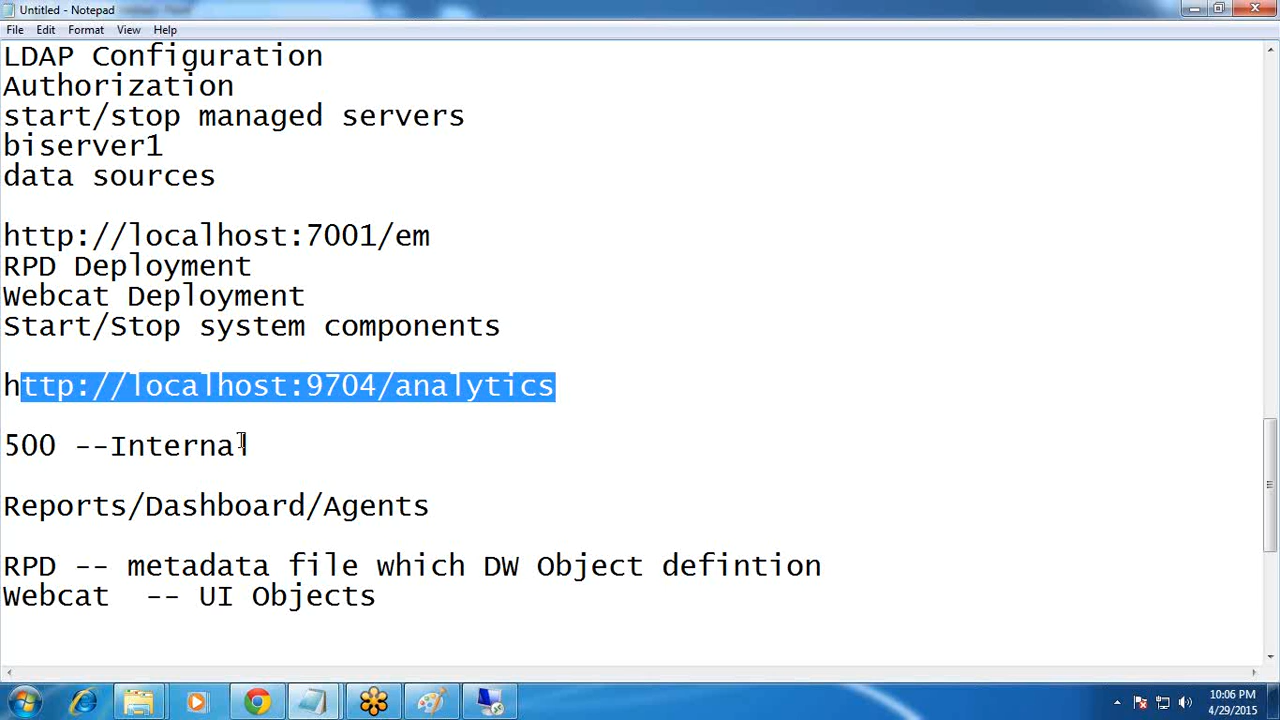 Untitled - Notepad
File Edit Format View Help
LDAP Configuration
Authorization
start/stop managed servers
biserver1
data sources
http://localhost:7001/em
RPD Deployment
Webcat Deployment
Start/Stop system components
http://localhost:9704/analytics
500 --Internal
Reports/Dashboard/Agents
RPD -- metadata file which DW Object defintion
Webcat  -- UI Objects
10:06 PM
4/29/2015